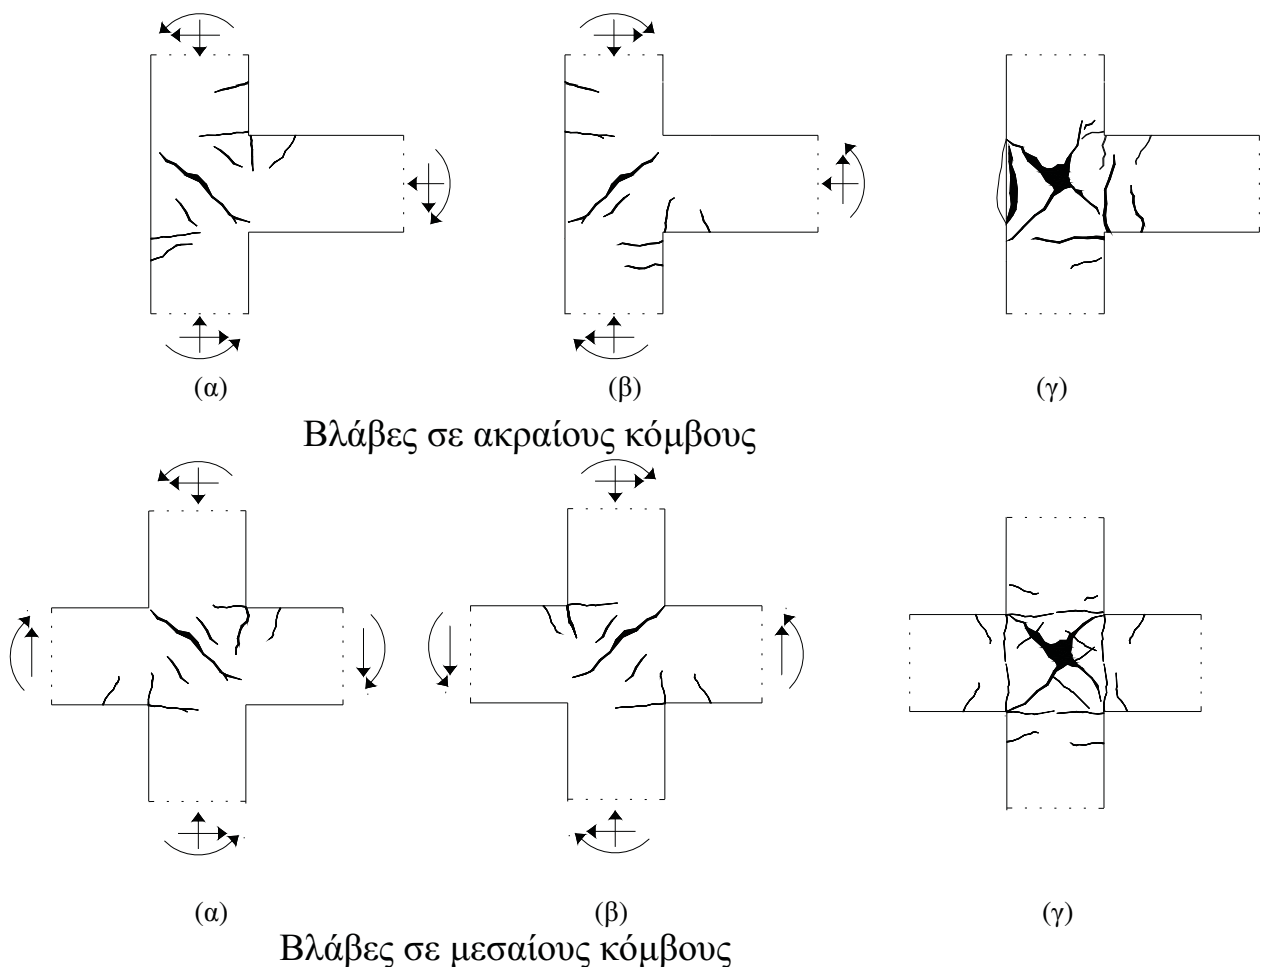 (α) (β) (γ)
Βλάβες σε ακραίους κόμβους
(α) (β) (γ)
Βλάβες σε μεσαίους κόμβους